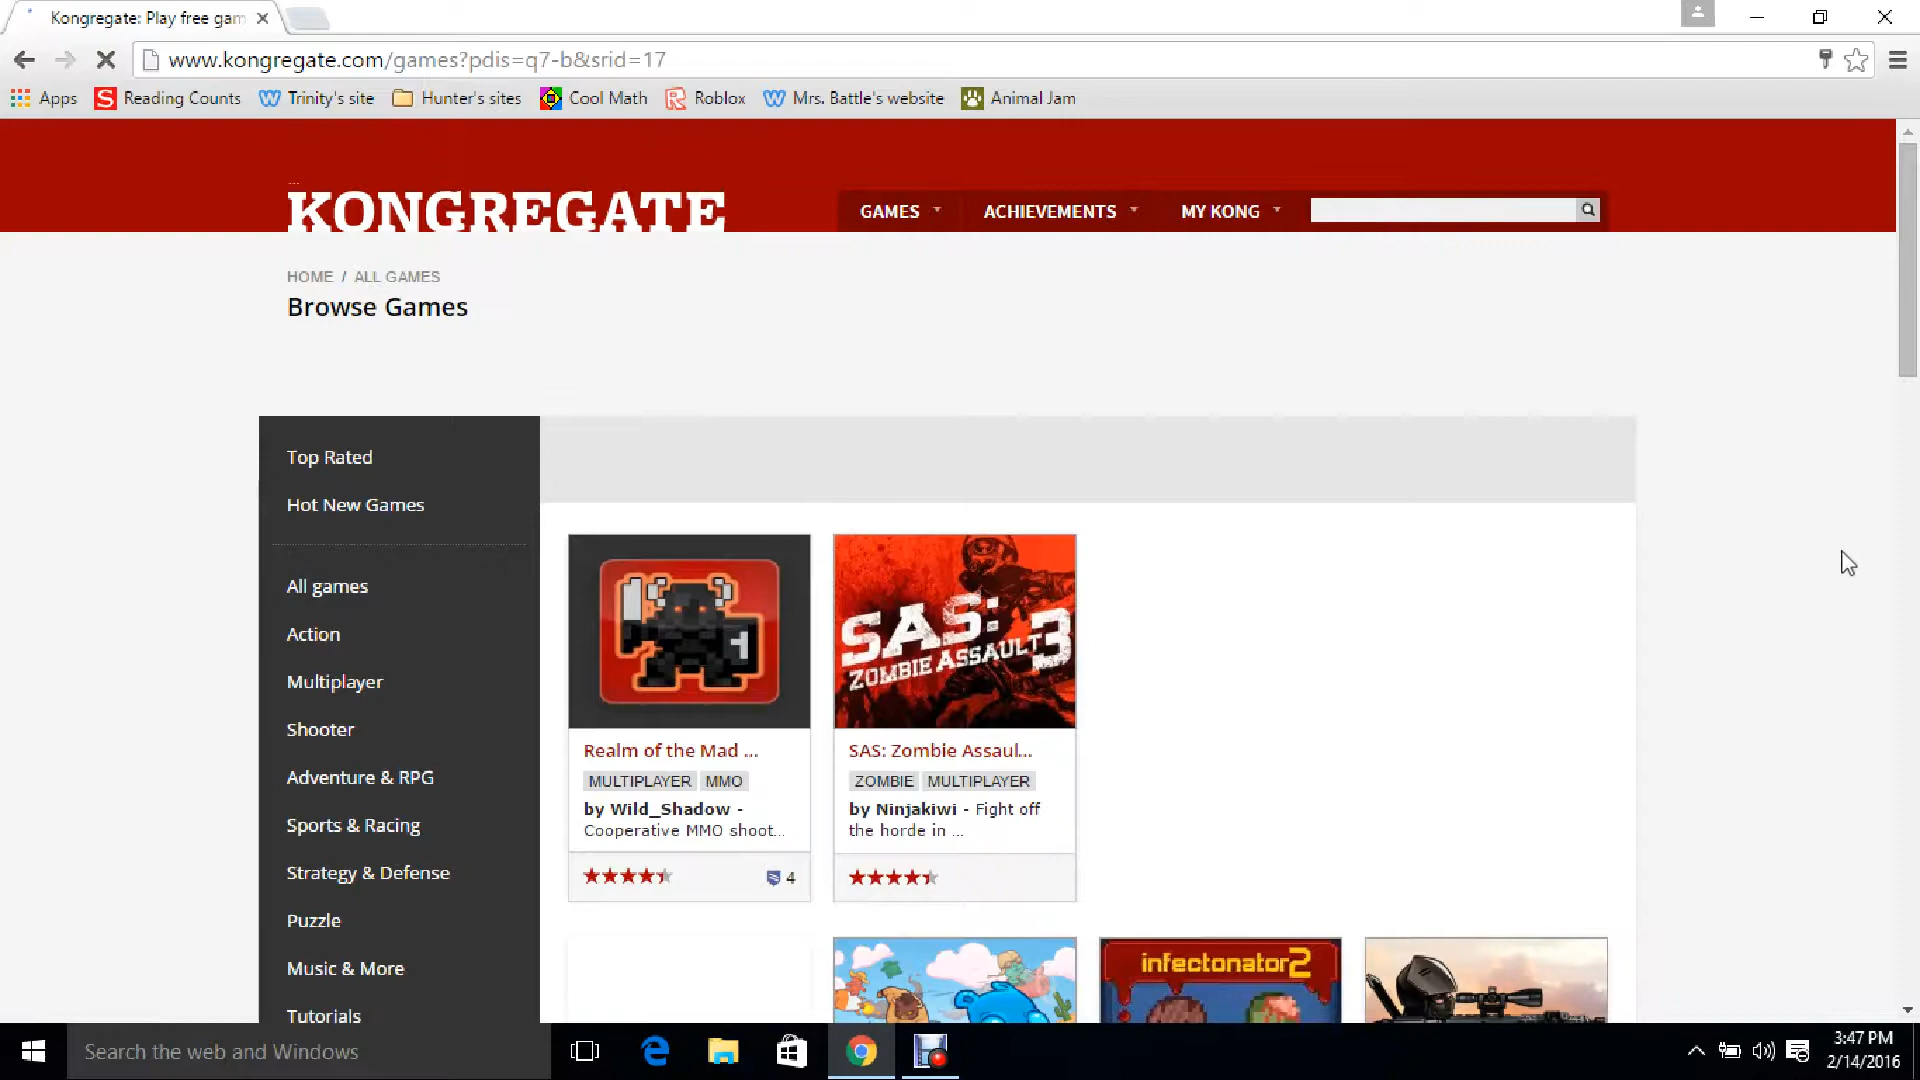 Kongregate: Play free gam
www.kongregate.com/games?pdis=q7-b&srid=17
Apps Reading Counts Trinity's site Hunter's sites Cool Math Roblox Mrs. Battle's website Animal Jam
KONGREGATE
GAMES ACHIEVEMENTS MY KONG
HOME / ALL GAMES
Browse Games
Top Rated
Hot New Games
All games
Action
Multiplayer
Shooter
Adventure & RPG
Sports & Racing
Strategy & Defense
Puzzle
Music & More
Tutorials
SAS:
ZOMBIE ASSAULT 3
Realm of the Mad ...
MULTIPLAYER MMO
by Wild_Shadow -
Cooperative MMO shoot...
4
SAS: Zombie Assaul...
ZOMBIE MULTIPLAYER
by Ninjakiwi - Fight off
the horde in ...
infectonator2
Search the web and Windows
3:47 PM
2/14/2016